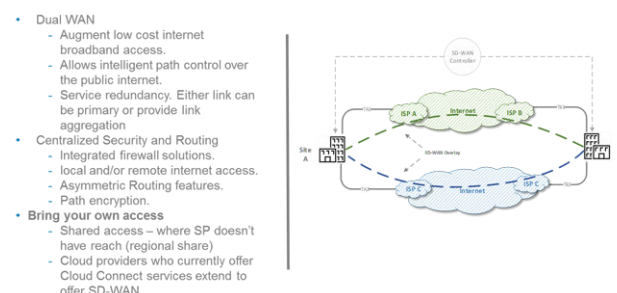 • Dual WAN
- Augment low cost internet
broadband access.
- Allows intelligent path control over
the public internet.
- Service redundancy. Either link can
be primary or provide link
aggregation
• Centralized Security and Routing
- Integrated firewall solutions.
- local and/or remote internet access.
- Asymmetric Routing features.
- Path encryption.
• Bring your own access
- Shared access – where SP doesn't
have reach (regional share)
- Cloud providers who currently offer
Cloud Connect services extend to
offer SD-WAN
SD-WAN
Controller
ISP A
Internet
ISP B
Site
A
SD-WAN Overlay
ISP C
Internet
ISP C